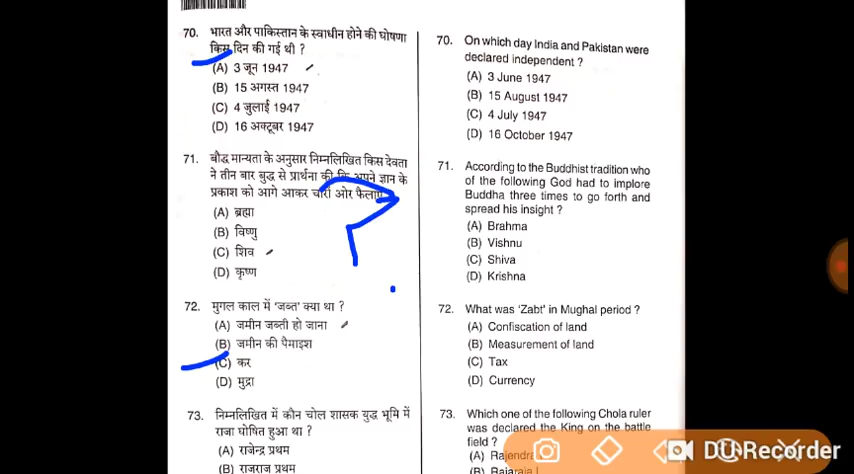 70. भारत और पाकिस्तान के स्वाधीन होने की घोषणा
किस दिन की गई थी ?
(A) 3 जून 1947
(B) 15 अगस्त 1947
(C) 4 जुलाई 1947
(D) 16 अक्टूबर 1947
71. बौद्ध मान्यता के अनुसार निम्नलिखित किस देवता
ने तीन बार बुद्ध से प्रार्थना की कि अपने ज्ञान के
प्रकाश को आगे आकर चारों ओर फैलाए
(A) ब्रह्मा
(B) विष्णु
(C) शिव
(D) कृष्ण
72. मुगल काल में 'जब्त' क्या था ?
(A) जमीन जब्ती हो जाना
(B) जमीन की पैमाइश
(C) कर
(D) मुद्रा
73. निम्नलिखित में कौन चोल शासक युद्ध भूमि में
राजा घोषित हुआ था ?
(A) राजेन्द्र प्रथम
(B) राजराज प्रथम
70. On which day India and Pakistan were
declared independent ?
(A) 3 June 1947
(B) 15 August 1947
(C) 4 July 1947
(D) 16 October 1947
71. According to the Buddhist tradition who
of the following God had to implore
Buddha three times to go forth and
spread his insight ?
(A) Brahma
(B) Vishnu
(C) Shiva
(D) Krishna
72. What was 'Zabt' in Mughal period ?
(A) Confiscation of land
(B) Measurement of land
(C) Tax
(D) Currency
73. Which one of the following Chola ruler
was declared the King on the battle
field ?
(A) Rajendra
(B) Rajaraja I
DU Recorder